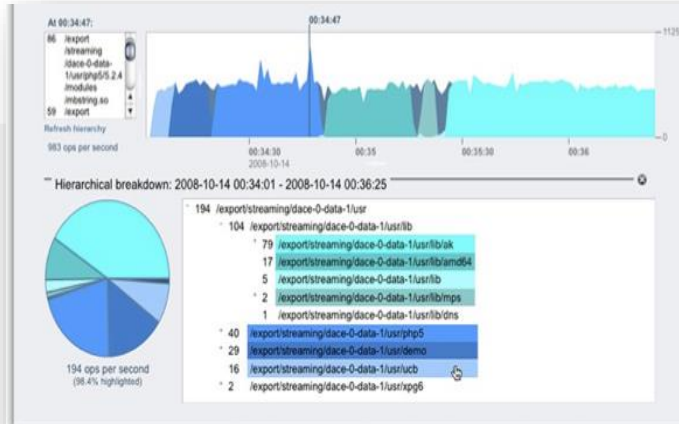 At 00:34:47:
00:34:47
86 /export
/streaming
/dace-0-data-
1/usr/php5/5.2.4
/modules
/mbstring.so
59 /export
1125
0
Refresh hierarchy
983 ops per second
00:34:30
00:35
00:35:30
00:36
2008-10-14
Hierarchical breakdown: 2008-10-14 00:34:01 - 2008-10-14 00:36:25
194 /export/streaming/dace-0-data-1/usr
104 /export/streaming/dace-0-data-1/usr/lib
79 /export/streaming/dace-0-data-1/usr/lib/ak
17 /export/streaming/dace-0-data-1/usr/lib/amd64
5 /export/streaming/dace-0-data-1/usr/lib
2 /export/streaming/dace-0-data-1/usr/lib/mps
1 /export/streaming/dace-0-data-1/usr/lib/dns
40 /export/streaming/dace-0-data-1/usr/php5
29 /export/streaming/dace-0-data-1/usr/demo
16 /export/streaming/dace-0-data-1/usr/ucb
2 /export/streaming/dace-0-data-1/usr/xpg6
194 ops per second
(98.4% highlighted)